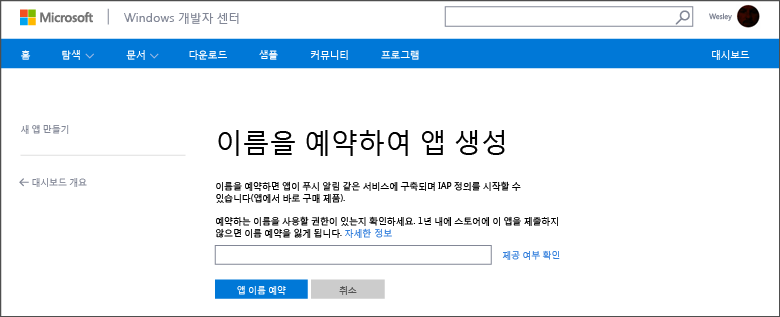 Microsoft Windows 개발자 센터 Wesley
홈 탐색 문서 다운로드 샘플 커뮤니티 프로그램 대시보드
새 앱 만들기
이름을 예약하여 앱 생성
대시보드 개요
이름을 예약하면 앱이 푸시 알림 같은 서비스에 구축되며 IAP 정의를 시작할 수
있습니다(앱에서 바로 구매 제품).
예약하는 이름을 사용할 권한이 있는지 확인하세요. 1년 내에 스토어에 이 앱을 제출하지
않으면 이름 예약을 잃게 됩니다. 자세한 정보
제공 여부 확인
앱 이름 예약 취소